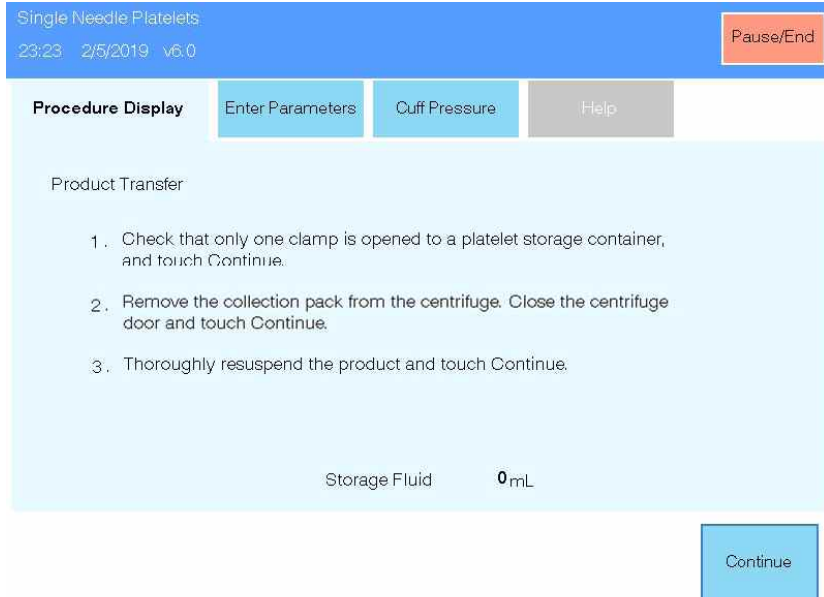 Single Needle Platelets
23:23 2/5/2019 v6.0
Pause/End
Procedure Display
Enter Parameters
Cuff Pressure
Help
Product Transfer
1. Check that only one clamp is opened to a platelet storage container,
and touch Continue.
2. Remove the collection pack from the centrifuge. Close the centrifuge
door and touch Continue.
3. Thoroughly resuspend the product and touch Continue.
Storage Fluid 0 mL
Continue